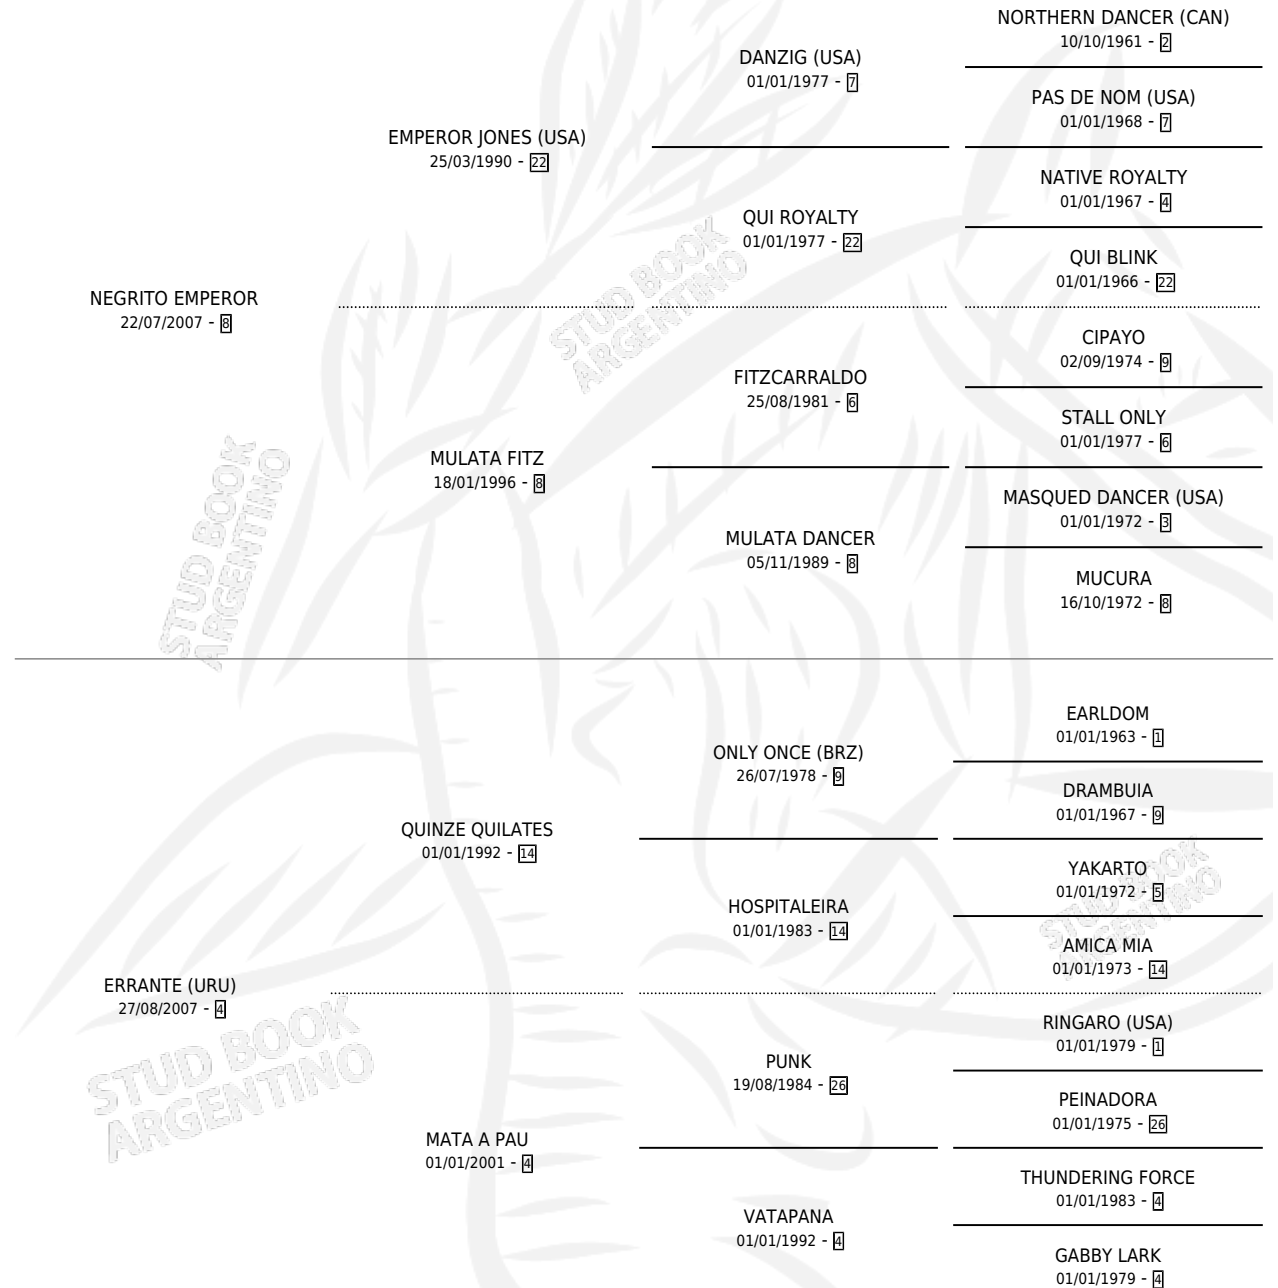 NORTHERN DANCER (CAN)
10/10/1961 - 2
DANZIG (USA)
01/01/1977 - 7
PAS DE NOM (USA)
01/01/1968 - 7
EMPEROR JONES (USA)
25/03/1990 - 22
NATIVE ROYALTY
01/01/1967 - 4
QUI ROYALTY
01/01/1977 - 22
QUI BLINK
01/01/1966 - 22
NEGRITO EMPEROR
22/07/2007 - 8
CIPAYO
02/09/1974 - 9
FITZCARRALDO
25/08/1981 - 6
STALL ONLY
01/01/1977 - 6
MULATA FITZ
18/01/1996 - 8
MASQUED DANCER (USA)
01/01/1972 - 3
MULATA DANCER
05/11/1989 - 8
MUCURA
16/10/1972 - 8
STUD BOOK
ARGENTINO
STUD BOOK
ARGENTINO
EARLDOM
01/01/1963 - 1
ONLY ONCE (BRZ)
26/07/1978 - 9
DRAMBUIA
01/01/1967 - 9
QUINZE QUILATES
01/01/1992 - 14
YAKARTO
01/01/1972 - 5
HOSPITALEIRA
01/01/1983 - 14
AMICA MIA
01/01/1973 - 14
ERRANTE (URU)
27/08/2007 - 4
RINGARO (USA)
01/01/1979 - 1
PUNK
19/08/1984 - 26
PEINADORA
01/01/1975 - 26
MATA A PAU
01/01/2001 - 4
THUNDERING FORCE
01/01/1983 - 4
VATAPANA
01/01/1992 - 4
GABBY LARK
01/01/1979 - 4
STUD BOOK
ARGENTINO
STUD BOOK
ARGENTINO